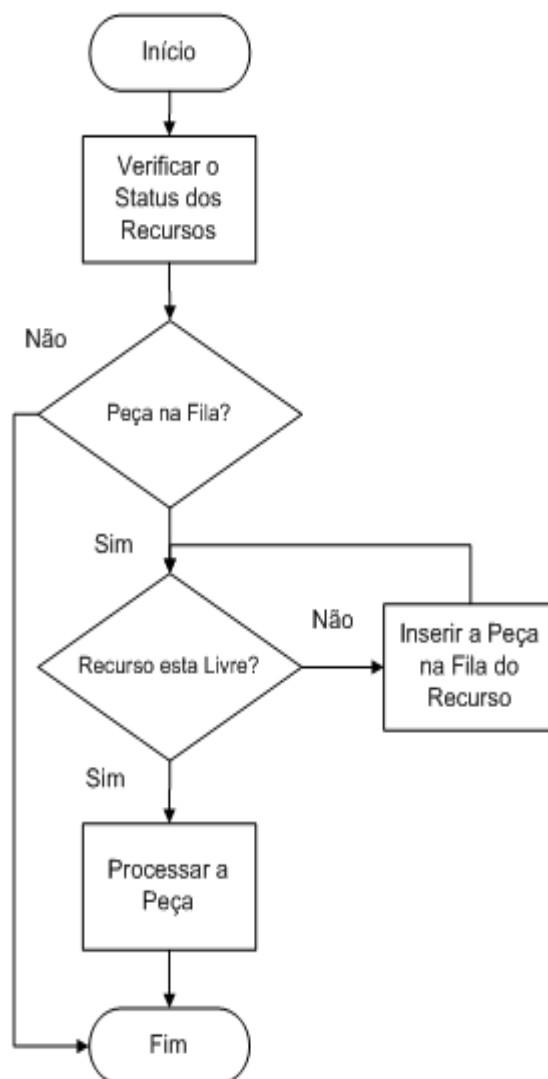 Início
Verificar o
Status dos
Recursos
Não
Peça na Fila?
Sim
Recurso esta Livre?
Não
Inserir a Peça
na Fila do
Recurso
Sim
Processar a
Peça
Fim